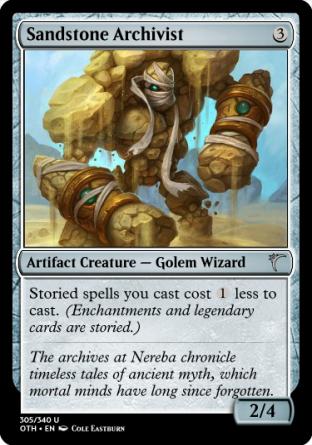 Sandstone Archivist 3
Artifact Creature — Golem Wizard
Storied spells you cast cost 1 less to
cast. (Enchantments and legendary
cards are storied.)
The archives at Nereba chronicle
timeless tales of ancient myth, which
mortal minds have long since forgotten.
2/4
305/340 U
OTH • EN Cole Eastburn